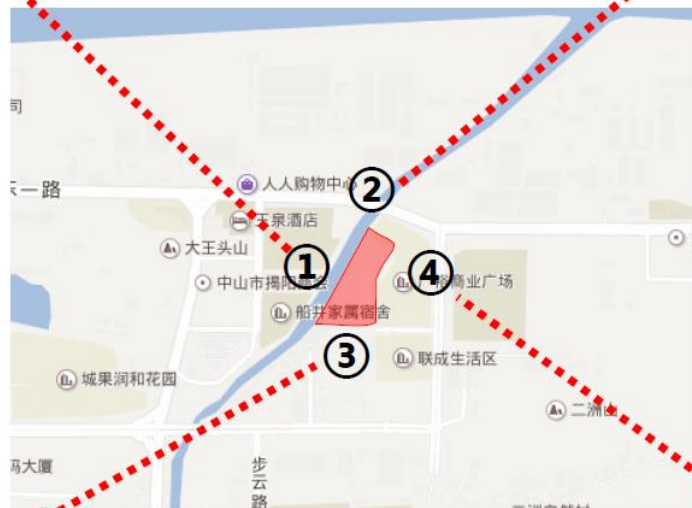 司
一路
人人购物中心
②
王泉酒店
大王头山
①
④
中山市揭阳商会
广裕商业广场
船井家属宿舍
③
联成生活区
城果润和花园
二洲山
码大厦
步云路